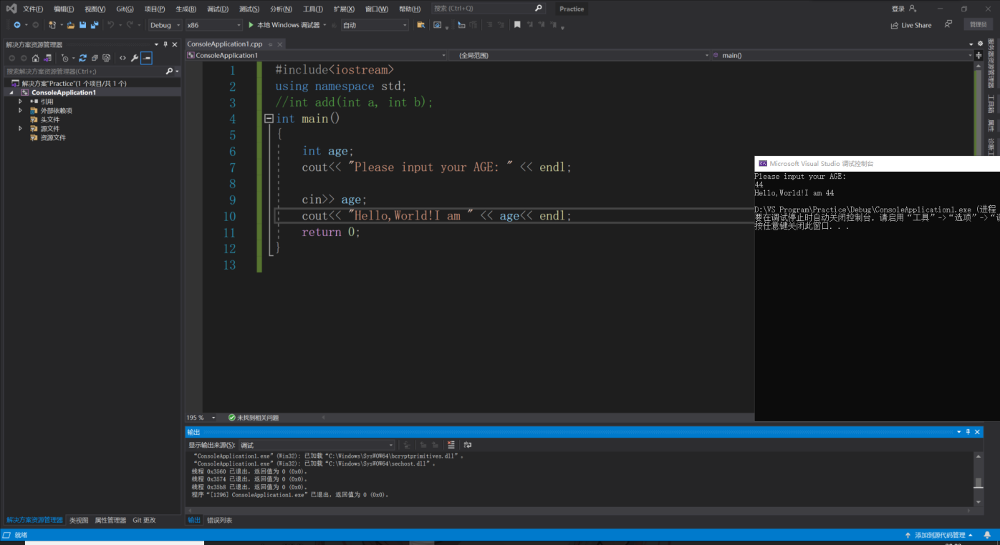 文件(F) 编辑(E) 视图(V) Git(G) 项目(P) 生成(B) 调试(D) 测试(S) 分析(N) 工具(T) 扩展(X) 窗口(W) 帮助(H) 搜索 (Ctrl+Q) Practice 登录
Debug x86 本地 Windows 调试器 自动 Live Share 管理员
解决方案资源管理器
搜索解决方案资源管理器(Ctrl+;)
解决方案"Practice"(1 个项目/共 1 个)
ConsoleApplication1
引用
外部依赖项
头文件
源文件
资源文件
解决方案资源管理器 类视图 属性管理器 Git 更改
ConsoleApplication1.cpp
ConsoleApplication1 (全局范围) main()
1 #include<iostream>
2 using namespace std;
3 //int add(int a, int b);
4 int main()
5 {
6 int age;
7 cout<< "Please input your AGE: " << endl;
8
9 cin>> age;
10 cout<< "Hello,World!I am " << age<< endl;
11 return 0;
12 }
13
195 % 未找到相关问题
服务器资源管理器
工具箱
属性
Microsoft Visual Studio 调试控制台
Please input your AGE:
44
Hello,World!I am 44
D:\VS Program\Practice\Debug\ConsoleApplication1.exe (进程
要在调试停止时自动关闭控制台，请启用“工具”->“选项”->“
按任意键关闭此窗口. . .
输出
显示输出来源(S): 调试
“ConsoleApplication1.exe”(Win32): 已加载“C:\Windows\SysWOW64\bcryptprimitives.dll”。
“ConsoleApplication1.exe”(Win32): 已加载“C:\Windows\SysWOW64\sechost.dll”。
线程 0x3560 已退出，返回值为 0 (0x0)。
线程 0x3574 已退出，返回值为 0 (0x0)。
线程 0x35b8 已退出，返回值为 0 (0x0)。
程序“[1296] ConsoleApplication1.exe”已退出，返回值为 0 (0x0)。
输出 错误列表
就绪 添加到源代码管理